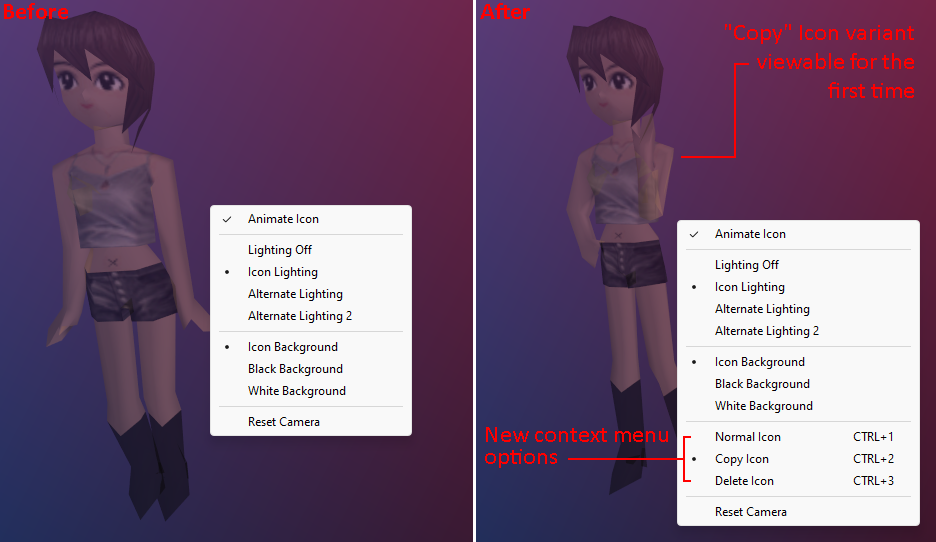 Before
Animate Icon
Lighting Off
Icon Lighting
Alternate Lighting
Alternate Lighting 2
Icon Background
Black Background
White Background
Reset Camera
After
"Copy" Icon variant
viewable for the
first time
Animate Icon
Lighting Off
Icon Lighting
Alternate Lighting
Alternate Lighting 2
Icon Background
Black Background
White Background
New context menu
options
Normal Icon CTRL+1
Copy Icon CTRL+2
Delete Icon CTRL+3
Reset Camera